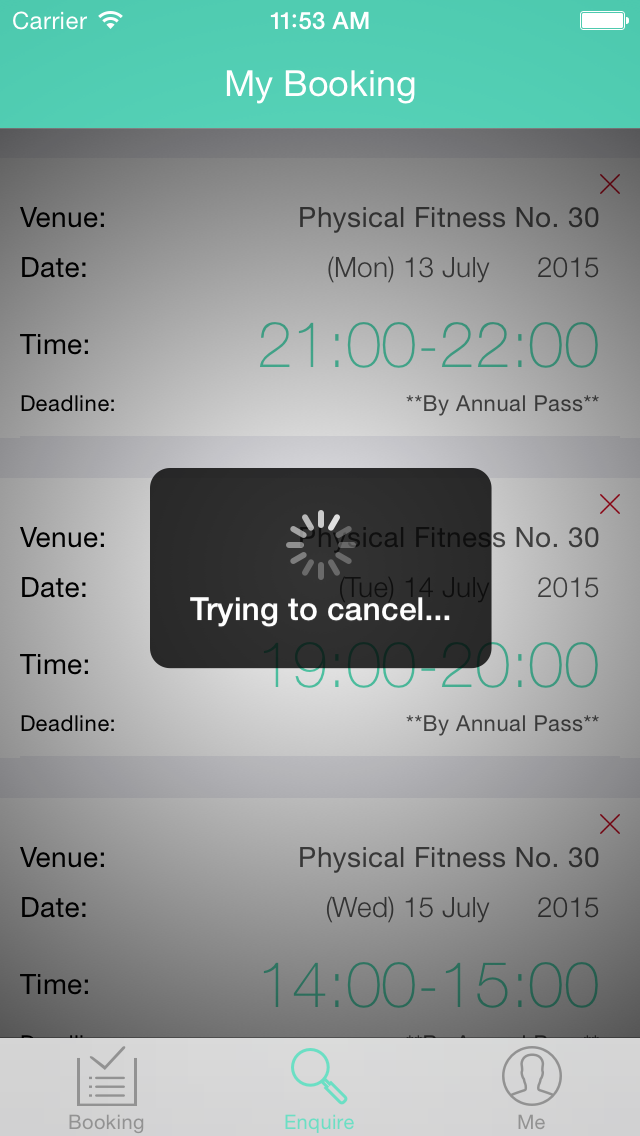 Carrier 11:53 AM
My Booking
Venue: Physical Fitness No. 30
Date: (Mon) 13 July 2015
Time: 21:00-22:00
Deadline: **By Annual Pass**
Venue: Physical Fitness No. 30
Date: (Tue) 14 July 2015
Trying to cancel...
Time: 19:00-20:00
Deadline: **By Annual Pass**
Venue: Physical Fitness No. 30
Date: (Wed) 15 July 2015
Time: 14:00-15:00
Booking Enquire Me